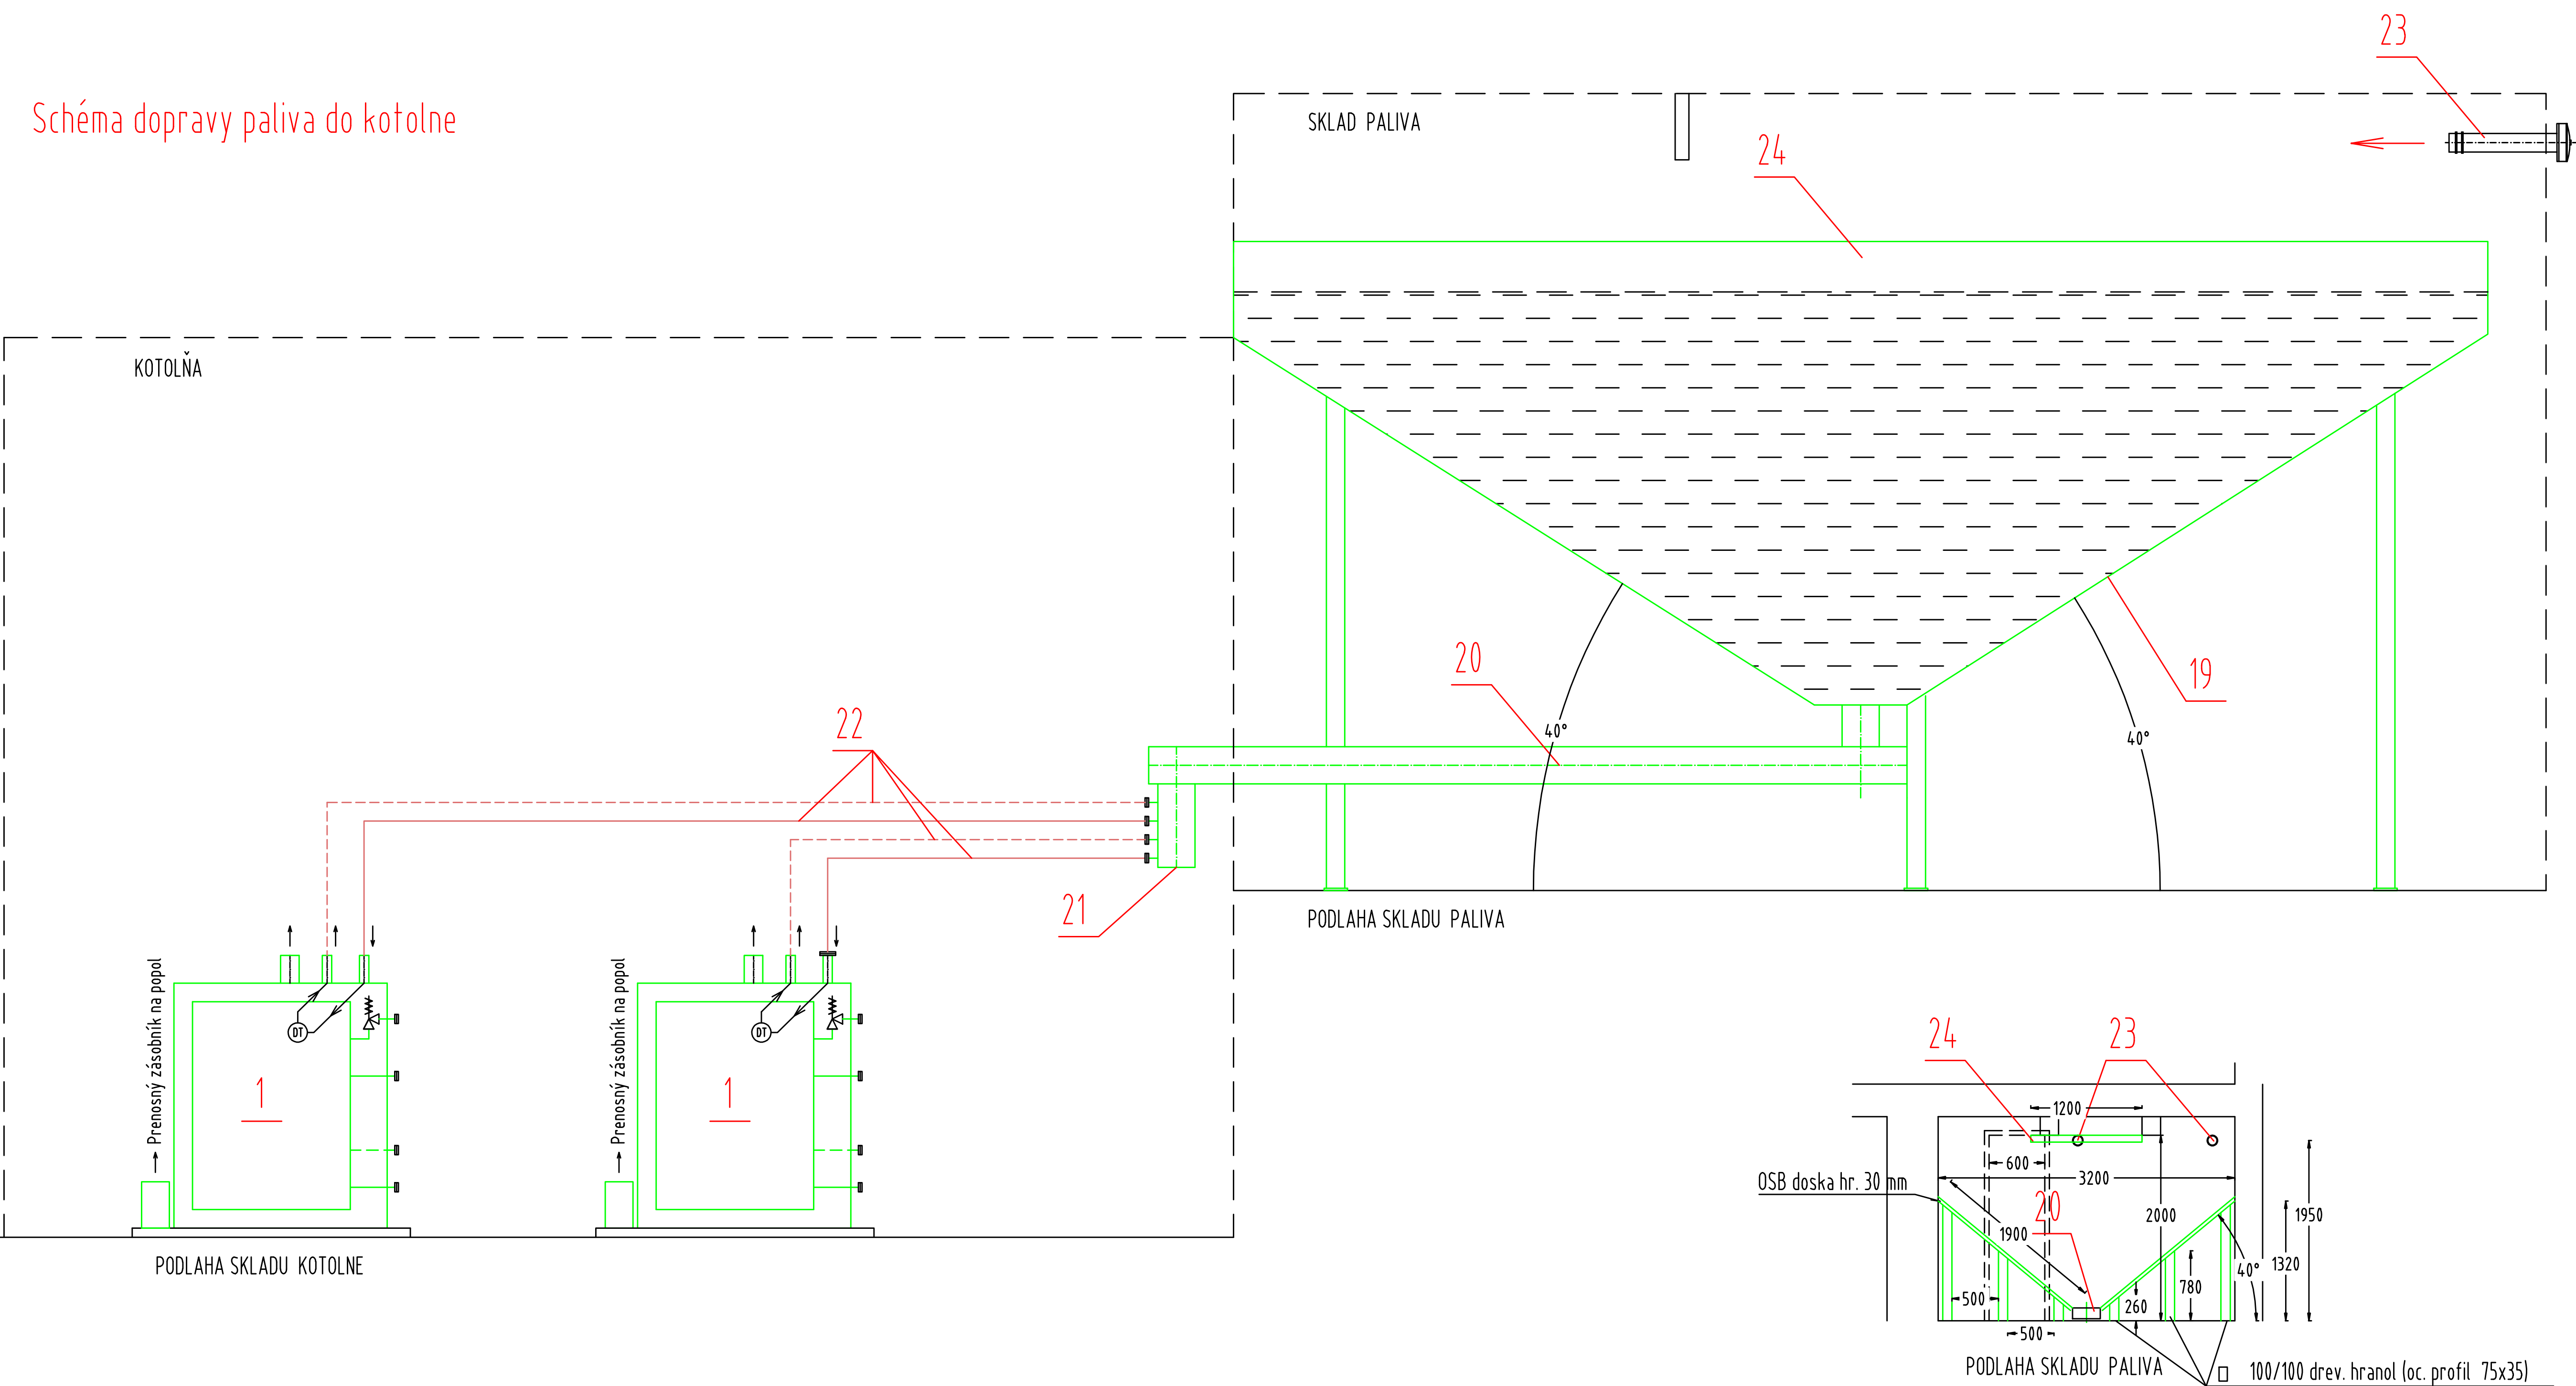 23
Schéma dopravy paliva do kotolne
SKLAD PALIVA
24
KOTOLŇA
20
19
22
40°
40°
21
PODLAHA SKLADU PALIVA
Prenosný zásobník na popol
DT
1
Prenosný zásobník na popol
DT
1
PODLAHA SKLADU KOTOLNE
24
23
1200
600
3200
OSB doska hr. 30 mm
20
1900
2000
1950
1320
40°
780
260
500
500
PODLAHA SKLADU PALIVA
100/100 drev. hranol (oc. profil 75x35)